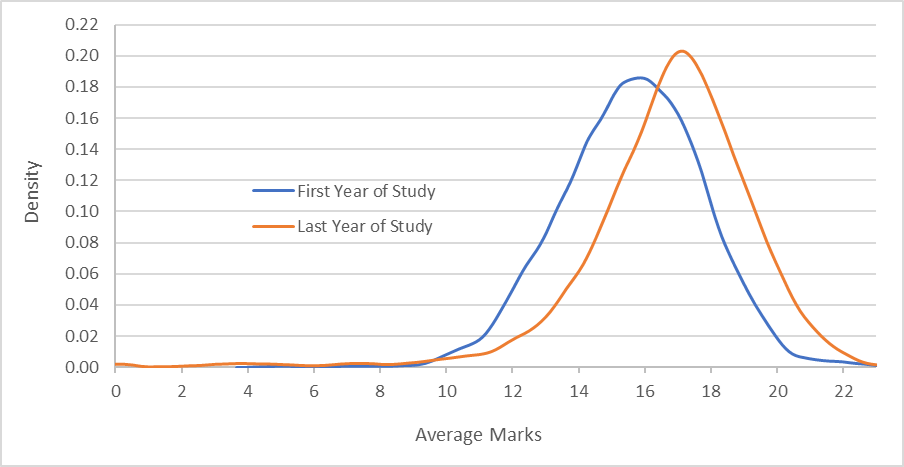 0.22
0.20
0.18
0.16
0.14
0.12
0.10
0.08
0.06
0.04
0.02
0.00
Density
First Year of Study
Last Year of Study
0 2 4 6 8 10 12 14 16 18 20 22
Average Marks